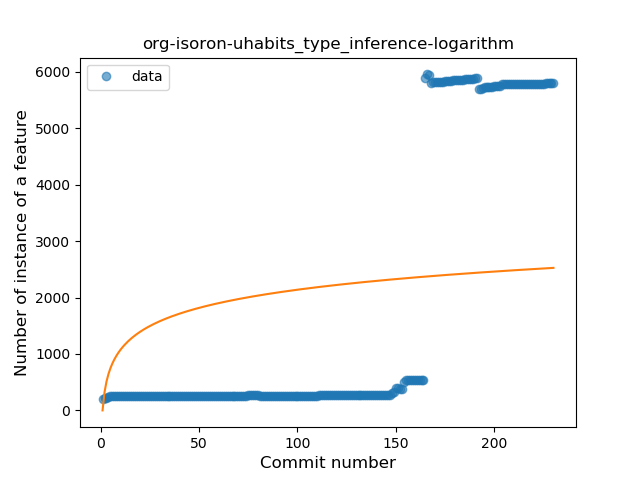 org-isoron-uhabits_type_inference-logarithm
data
Number of instance of a feature
6000
5000
4000
3000
2000
1000
0
0 50 100 150 200
Commit number